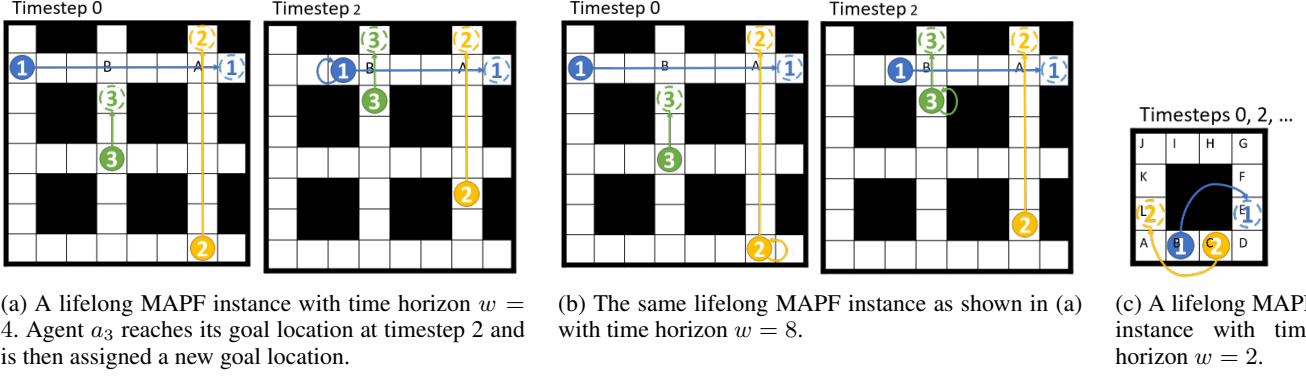 Timestep 0
Timestep 2
Timestep 0
Timestep 2
2
3
2
2
3
2
1
B
A
1
1
B
A
1
1
B
A
1
1
B
A
1
3
3
3
3
Timesteps 0, 2, …
3
3
J
I
H
G
K
F
2
2
L
2
E
1
2
2
A
B
1
C
2
D
(a) A lifelong MAPF instance with time horizon w =
4. Agent a3 reaches its goal location at timestep 2 and
is then assigned a new goal location.
(b) The same lifelong MAPF instance as shown in (a)
with time horizon w = 8.
(c) A lifelong MAPF
instance with tim
horizon w = 2.